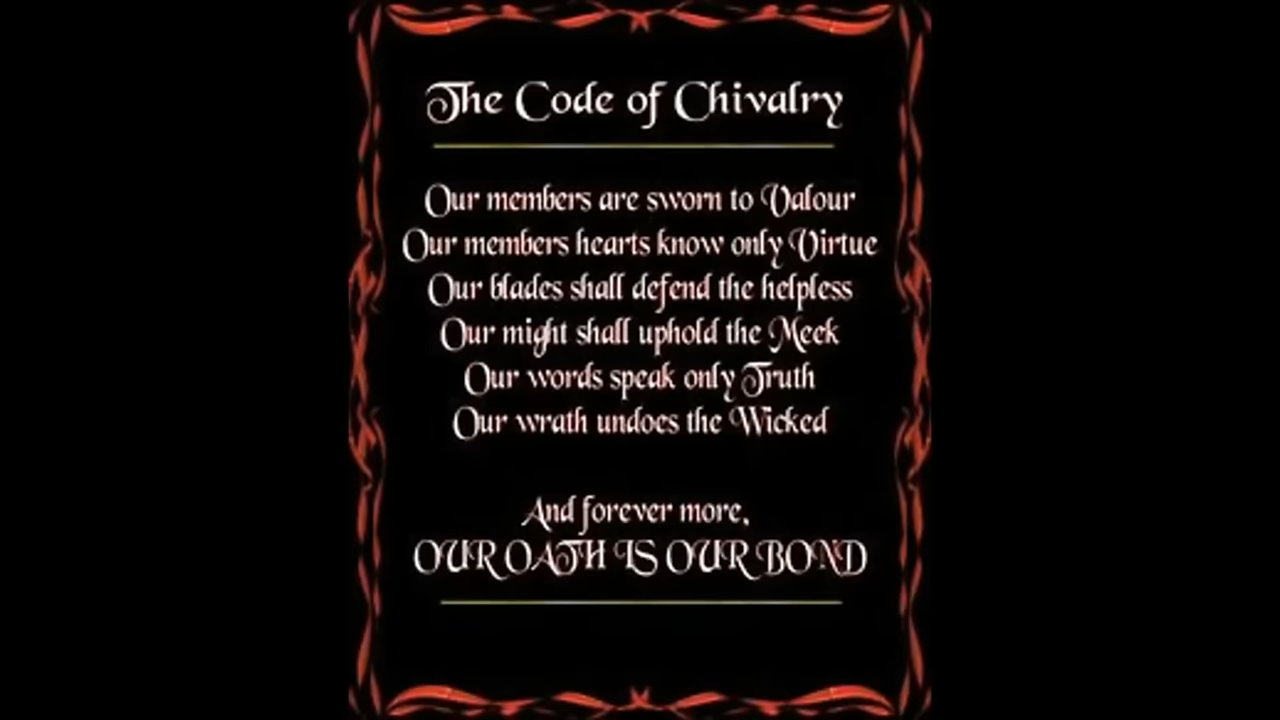 The Code of Chivalry
Our members are sworn to Valour
Our members hearts know only Virtue
Our blades shall defend the helpless
Our might shall uphold the Meek
Our words speak only Truth
Our wrath undoes the Wicked
And forever more,
OUR OATH IS OUR BOND